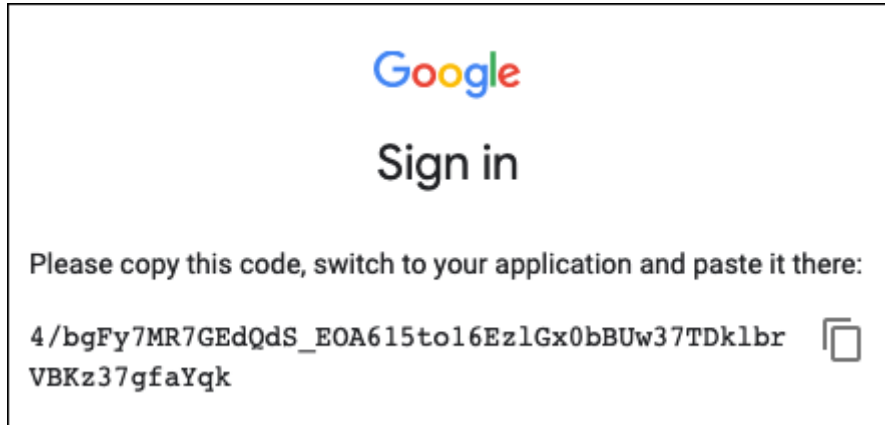 Google
Sign in
Please copy this code, switch to your application and paste it there:
4/bgFy7MR7GEdQdS_EOA615to16EzlGx0bBUw37TDklbr
VBKz37gfaYqk